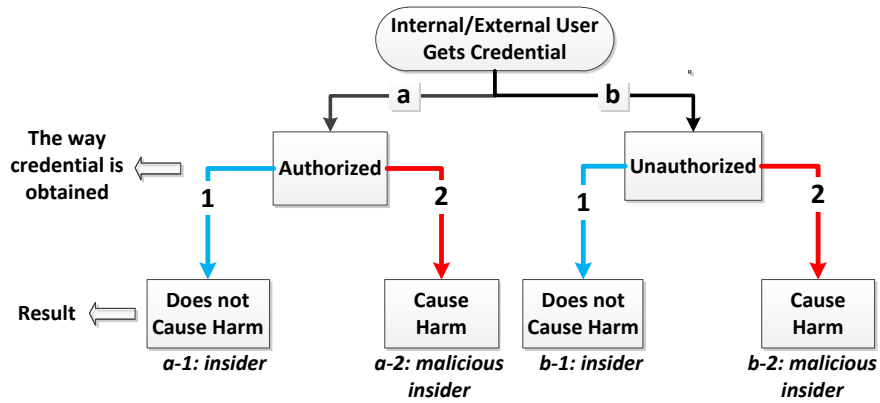 Internal/External User
Gets Credential
a
b
The way
credential is
obtained
Authorized
Unauthorized
1
2
1
2
Result
Does not
Cause Harm
Cause
Harm
Does not
Cause Harm
Cause
Harm
a-1: insider
a-2: malicious
insider
b-1: insider
b-2: malicious
insider